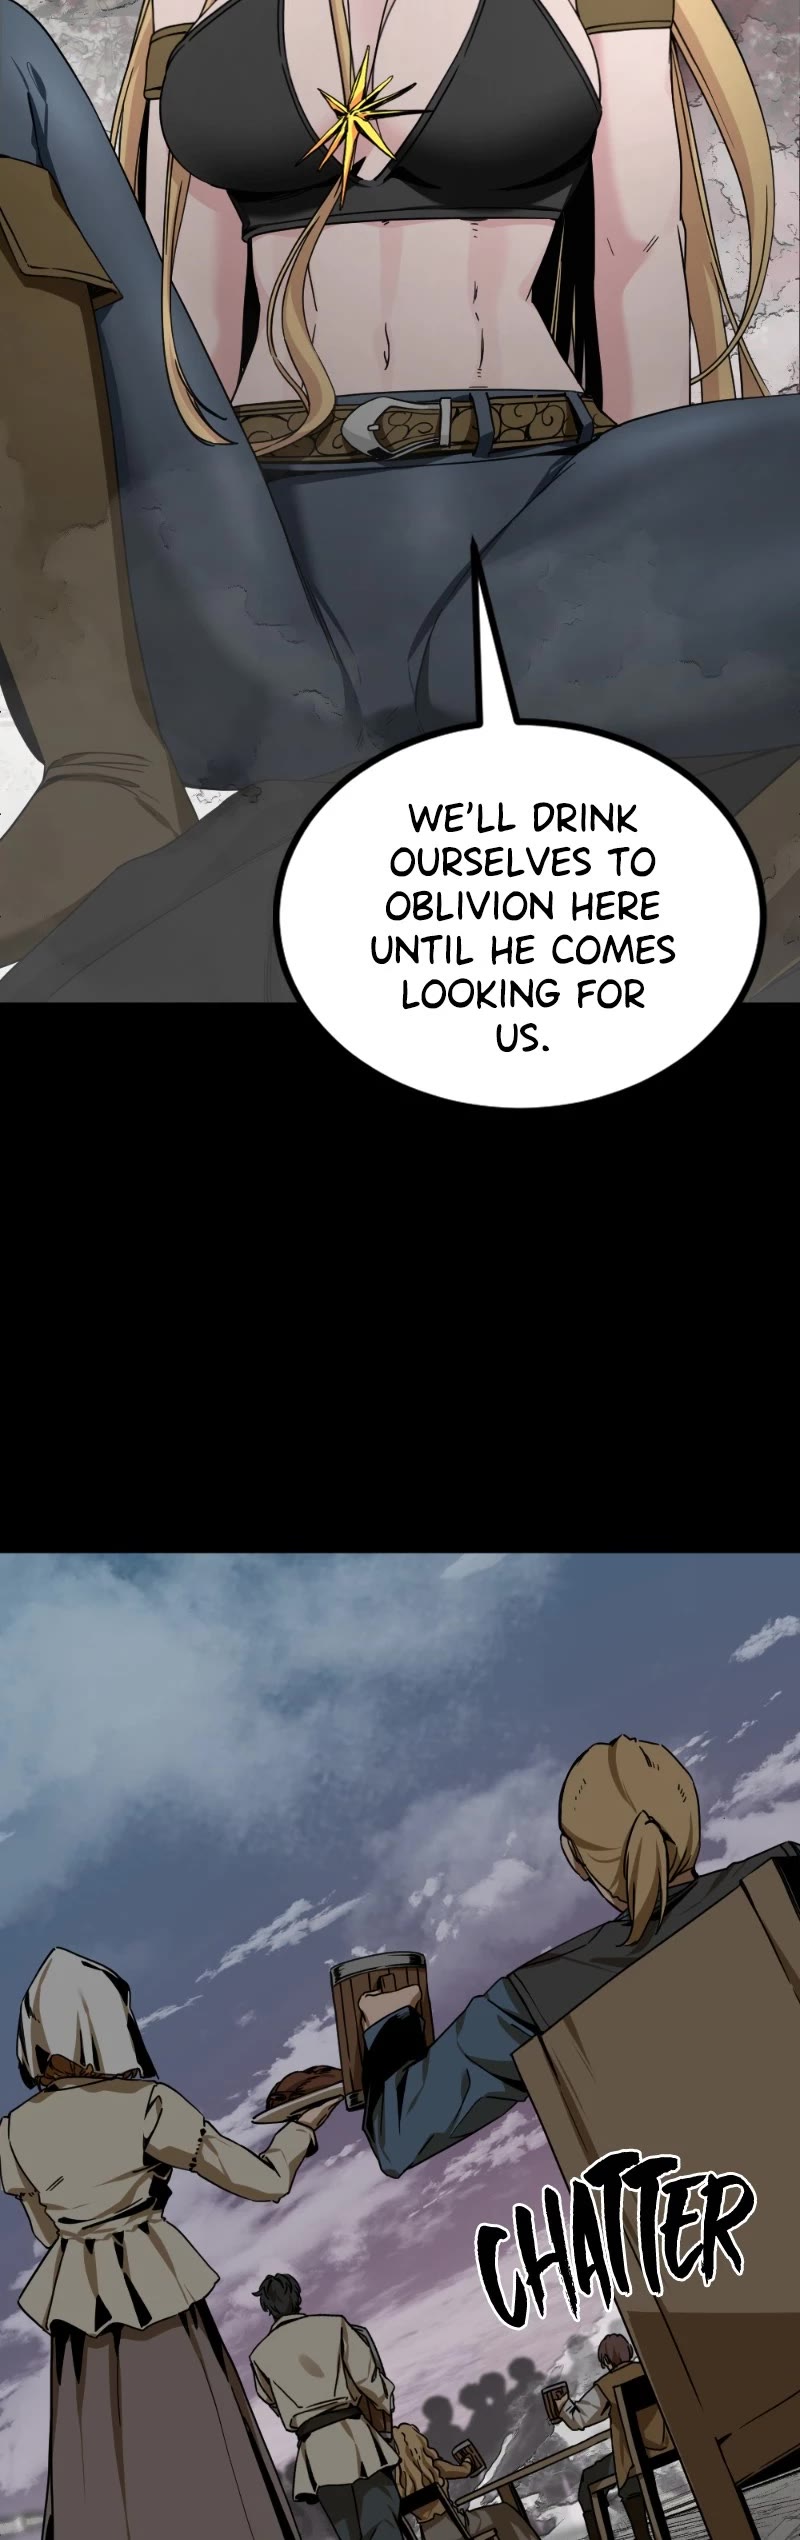 WE'LL DRINK
OURSELVES TO
OBLIVION HERE
UNTIL HE COMES
LOOKING FOR
US.
CHATTER